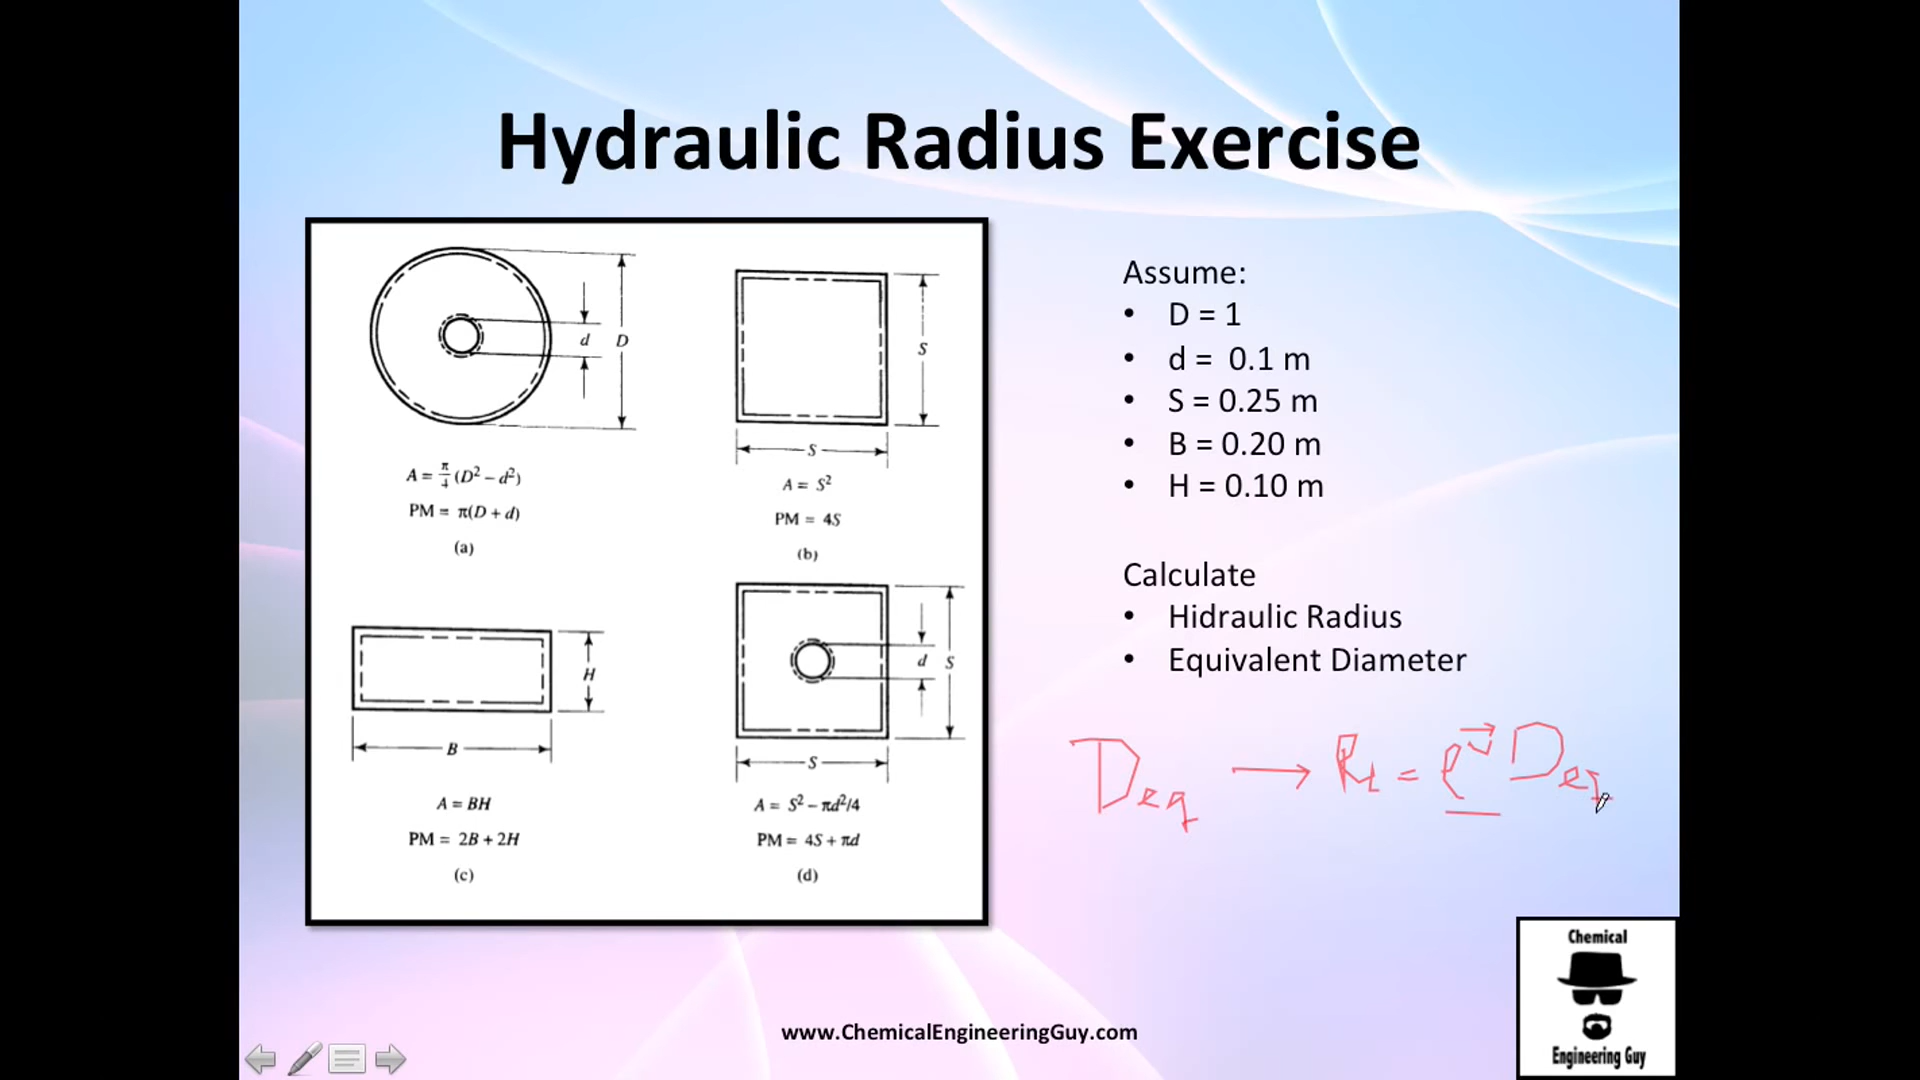 Hydraulic Radius Exercise
d
D
A = π/4 (D² – d²)
PM = π(D + d)
(a)
S
S
A = S²
PM = 4S
(b)
H
B
A = BH
PM = 2B + 2H
(c)
d
S
S
A = S² – πd²/4
PM = 4S + πd
(d)
Assume:
• D = 1
• d = 0.1 m
• S = 0.25 m
• B = 0.20 m
• H = 0.10 m
Calculate
• Hidraulic Radius
• Equivalent Diameter
Deq → = Deq
www.ChemicalEngineeringGuy.com
Chemical
Engineering Guy